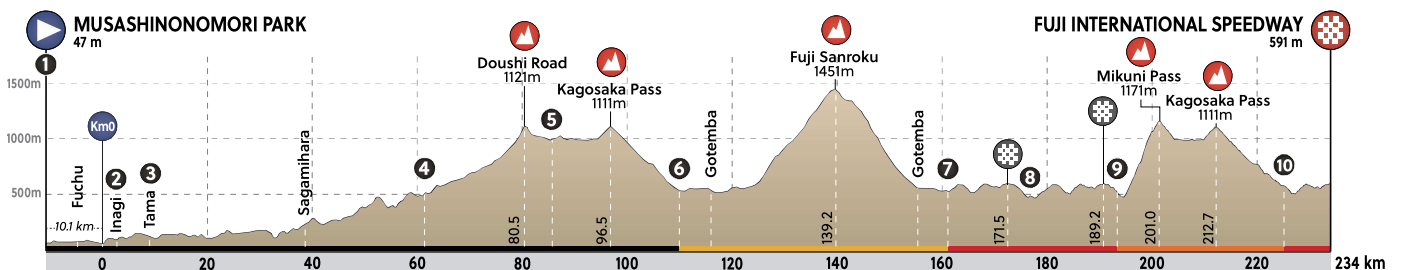 MUSASHINONOMORI PARK
47 m
FUJI INTERNATIONAL SPEEDWAY
591 m
1
1500m
1000m
500m
Km0
10.1 km
Fuchu
2
Inagi
3
Tama
Sagamihara
4
Doushi Road
1121m
80.5
5
Kagosaka Pass
1111m
96.5
6
Gotemba
Fuji Sanroku
1451m
139.2
Gotemba
7
171.5
8
189.2
9
Mikuni Pass
1171m
201.0
Kagosaka Pass
1111m
212.7
10
0 20 40 60 80 100 120 140 160 180 200 220 234 km